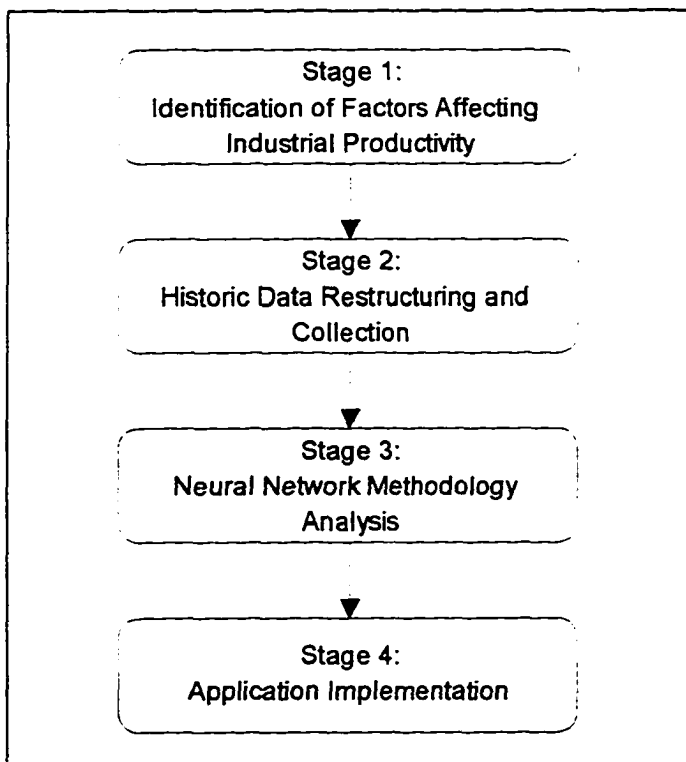 Stage 1:
Identification of Factors Affecting
Industrial Productivity
Stage 2:
Historic Data Restructuring and
Collection
Stage 3:
Neural Network Methodology
Analysis
Stage 4:
Application Implementation